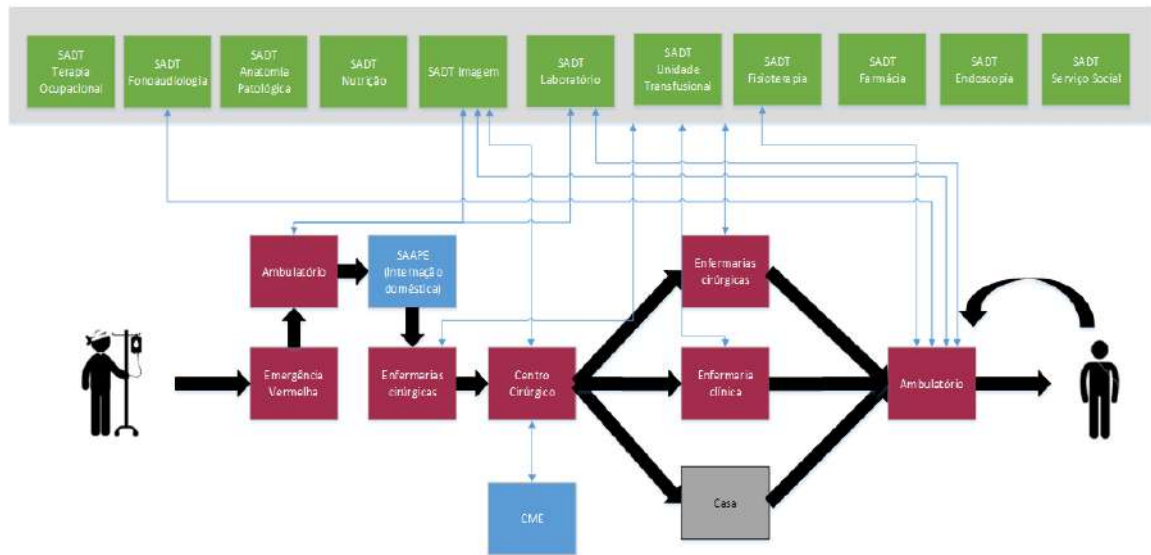 SADT
Terapia
Ocupacional
SADT
Fonoaudiologia
SADT
Anatomia
Patológica
SADT
Nutrição
SADT Imagem
SADT
Laboratório
SADT
Unidade
Transfusional
SADT
Fisioterapia
SADT
Farmácia
SADT
Endoscopia
SADT
Serviço Social
Ambulatório
SAAPE
(Internação
doméstica)
Enfermarias
cirúrgicas
Emergência
Vermelha
Enfermarias
cirúrgicas
Centro
Cirúrgico
Enfermaria
clínica
Ambulatório
CME
Casa